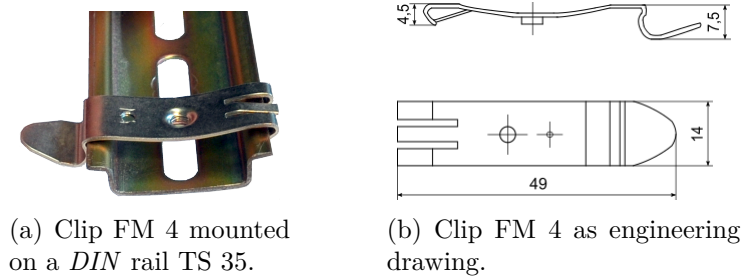 4,5
7,5
14
49
(a) Clip FM 4 mounted
on a DIN rail TS 35.
(b) Clip FM 4 as engineering
drawing.